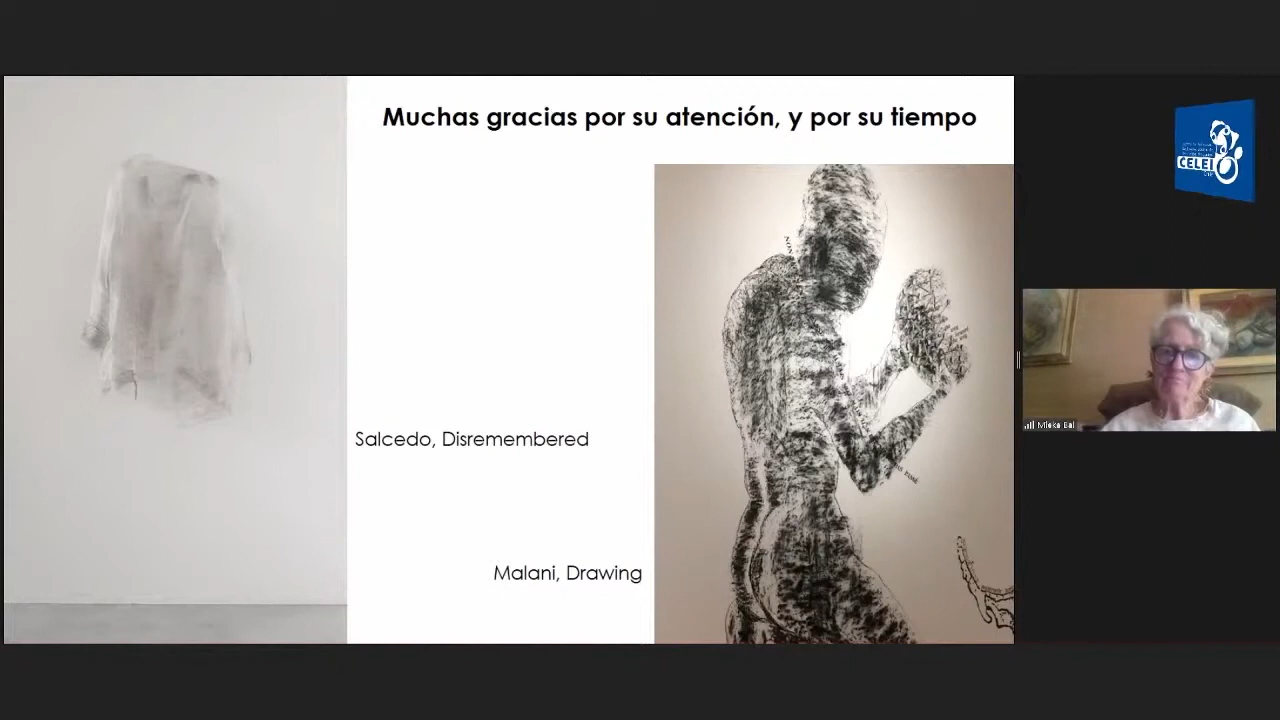 Muchas gracias por su atención, y por su tiempo
CELEI
Salcedo, Disremembered
Mieke Bal
Malani, Drawing